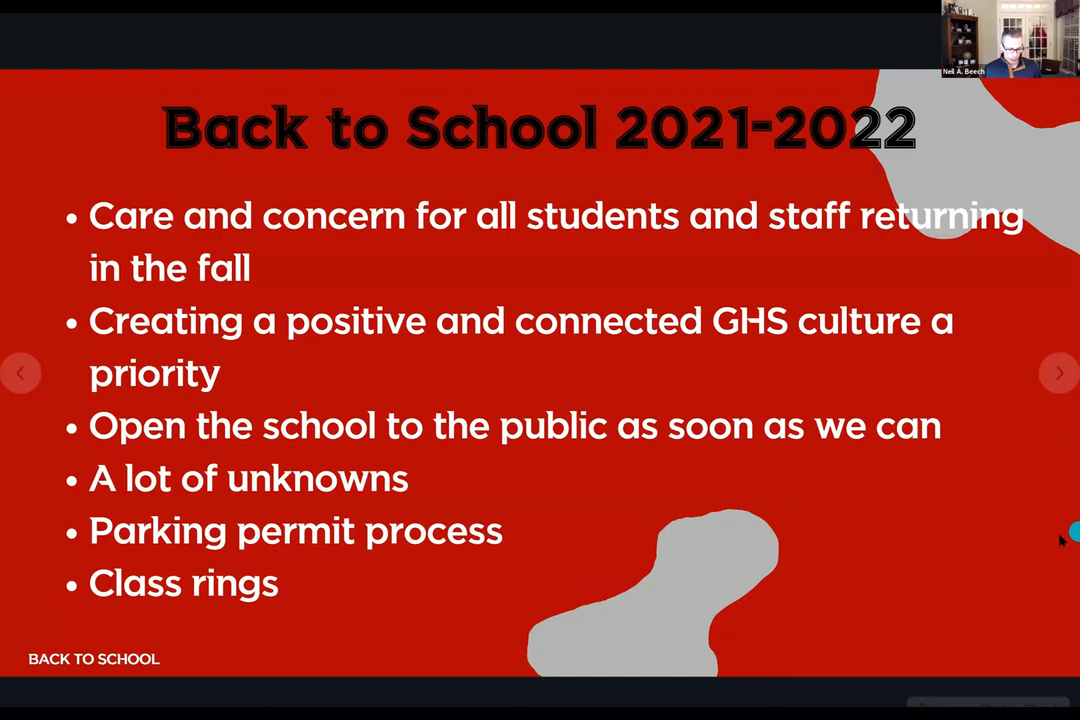 Neil A. Beech
Back to School 2021-2022
• Care and concern for all students and staff returning
in the fall
• Creating a positive and connected GHS culture a
priority
• Open the school to the public as soon as we can
• A lot of unknowns
• Parking permit process
• Class rings
BACK TO SCHOOL